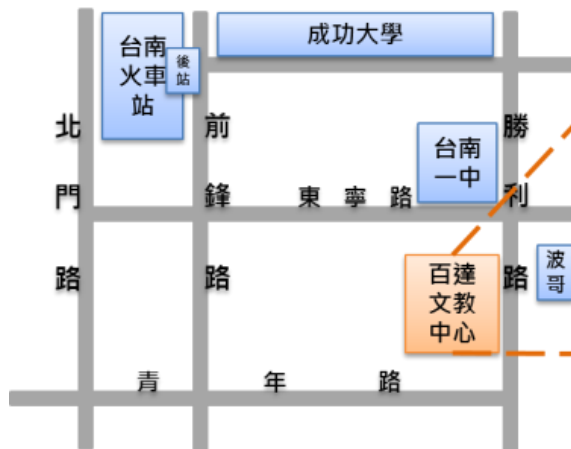 台南
火車
站
後
站
成功大學
北門路
前鋒路
勝利路
台南
一中
東寧路
百達
文教
中心
波
哥
青年路